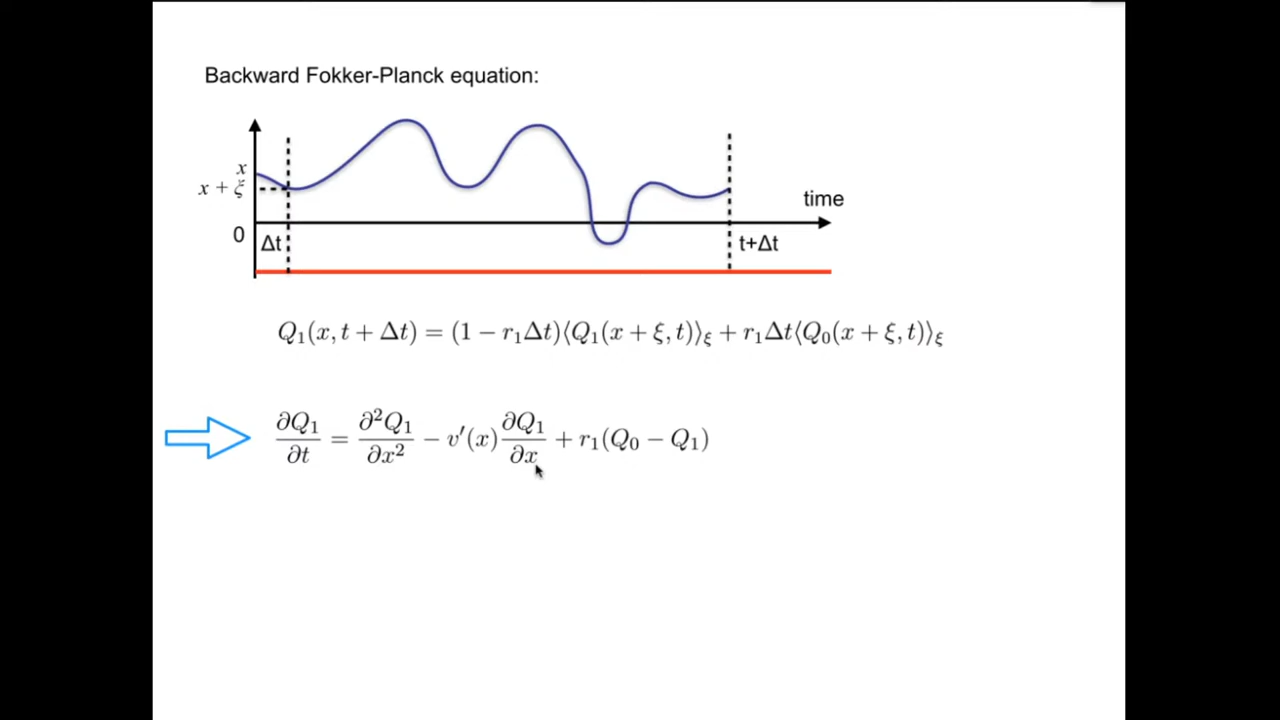 Backward Fokker-Planck equation:
x
x + ξ
time
0
Δt
t+Δt
Q₁(x, t + Δt) = (1 − r₁Δt)⟨Q₁(x + ξ, t)⟩_ξ + r₁Δt⟨Q₀(x + ξ, t)⟩_ξ
∂Q₁/∂t = ∂²Q₁/∂x² − v′(x) ∂Q₁/∂x + r₁(Q₀ − Q₁)